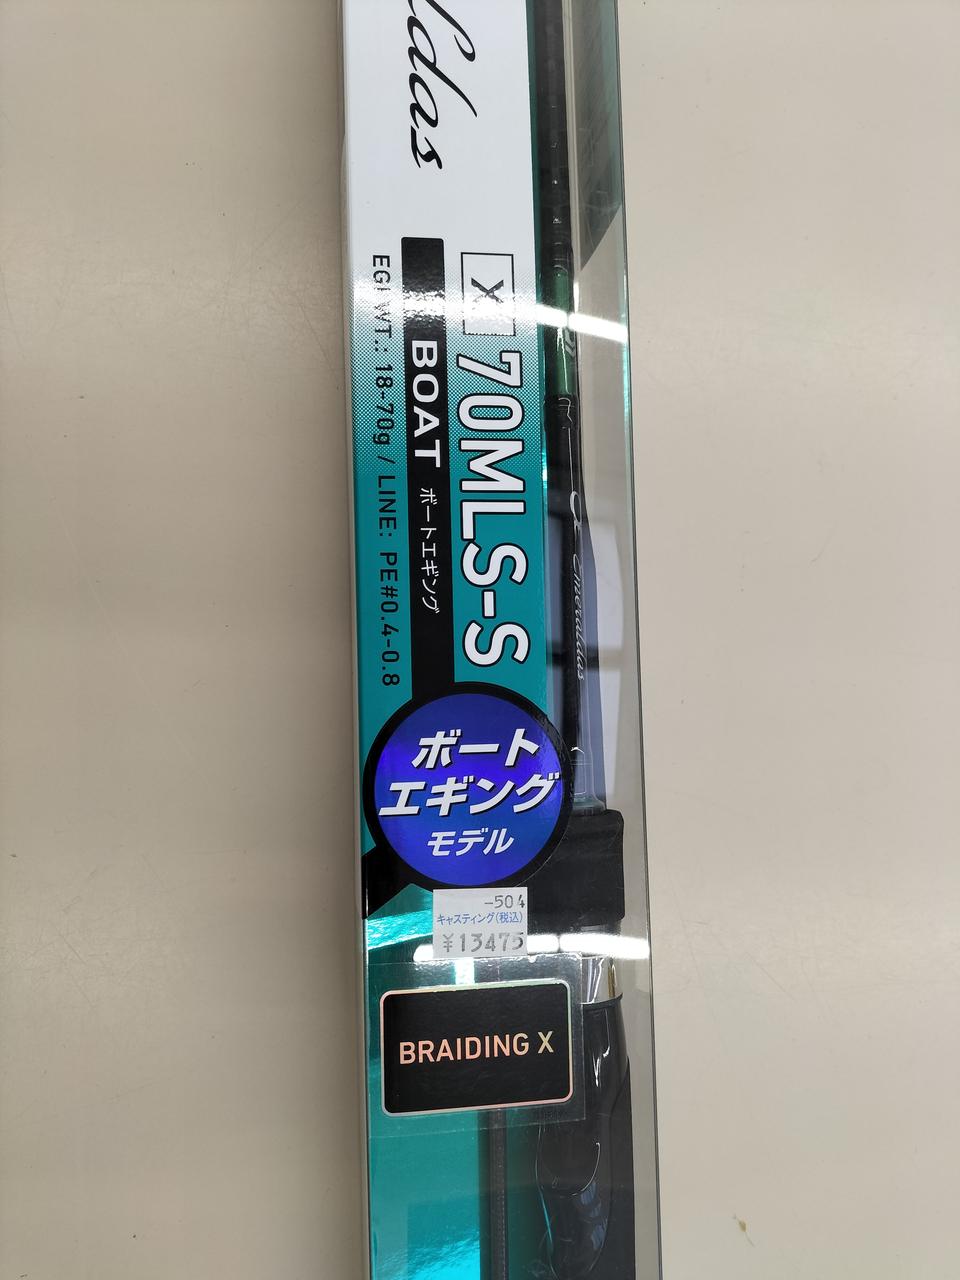 ldas
X 70MLS-S
BOAT ボートエギング
EGI WT.: 18-70g / LINE: PE#0.4-0.8
Emeraldas
ボート
エギング
モデル
-504
キャスティング(税込)
¥13475
BRAIDING X